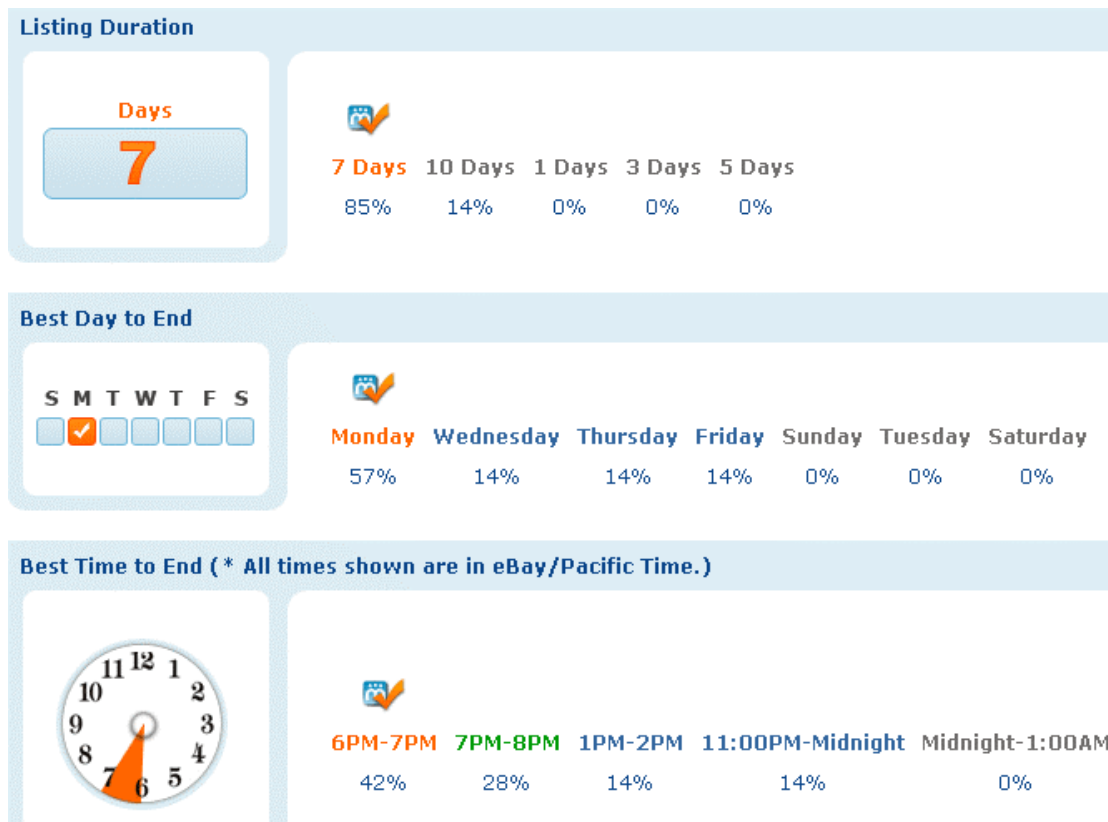 Listing Duration
Days
7
7 Days 10 Days 1 Days 3 Days 5 Days
85% 14% 0% 0% 0%
Best Day to End
S M T W T F S
Monday Wednesday Thursday Friday Sunday Tuesday Saturday
57% 14% 14% 14% 0% 0% 0%
Best Time to End (* All times shown are in eBay/Pacific Time.)
12
11 1
10 2
9 3
8 4
7 6 5
6PM-7PM 7PM-8PM 1PM-2PM 11:00PM-Midnight Midnight-1:00AM
42% 28% 14% 14% 0%